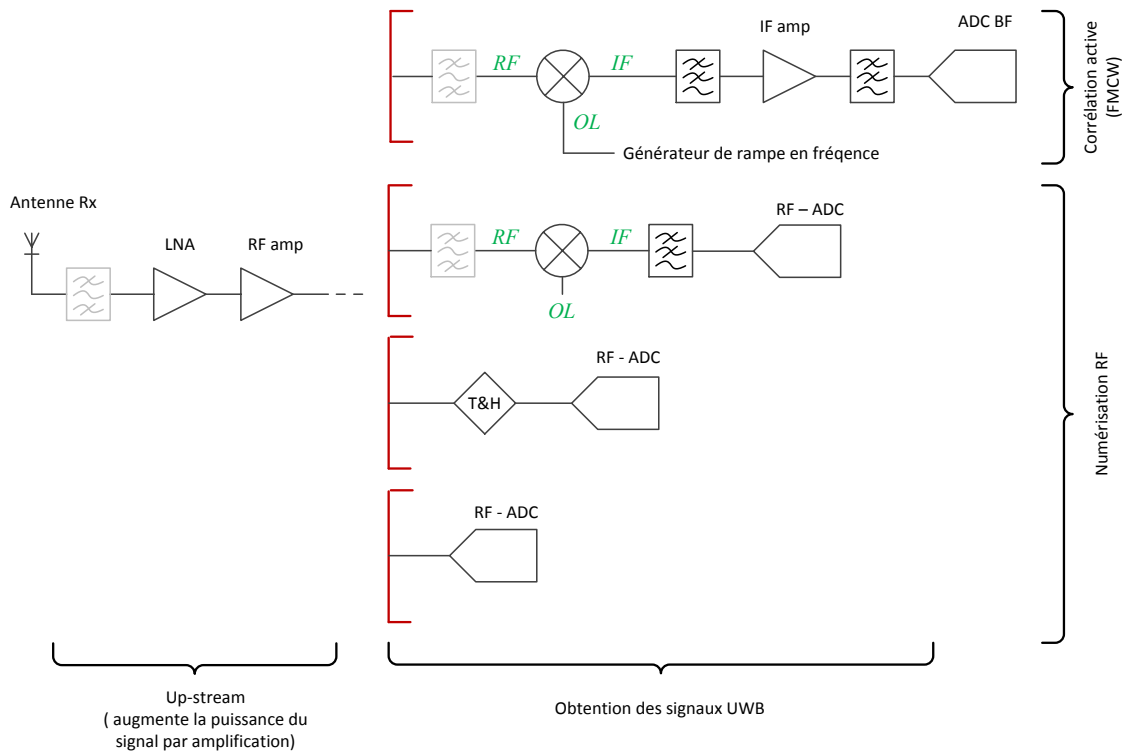 IF amp
ADC BF
RF
IF
OL
Générateur de rampe en fréqence
Corrélation active
(FMCW)
Antenne Rx
LNA
RF amp
RF
IF
OL
RF – ADC
T&H
RF - ADC
RF - ADC
Numérisation RF
Up-stream
( augmente la puissance du
signal par amplification)
Obtention des signaux UWB